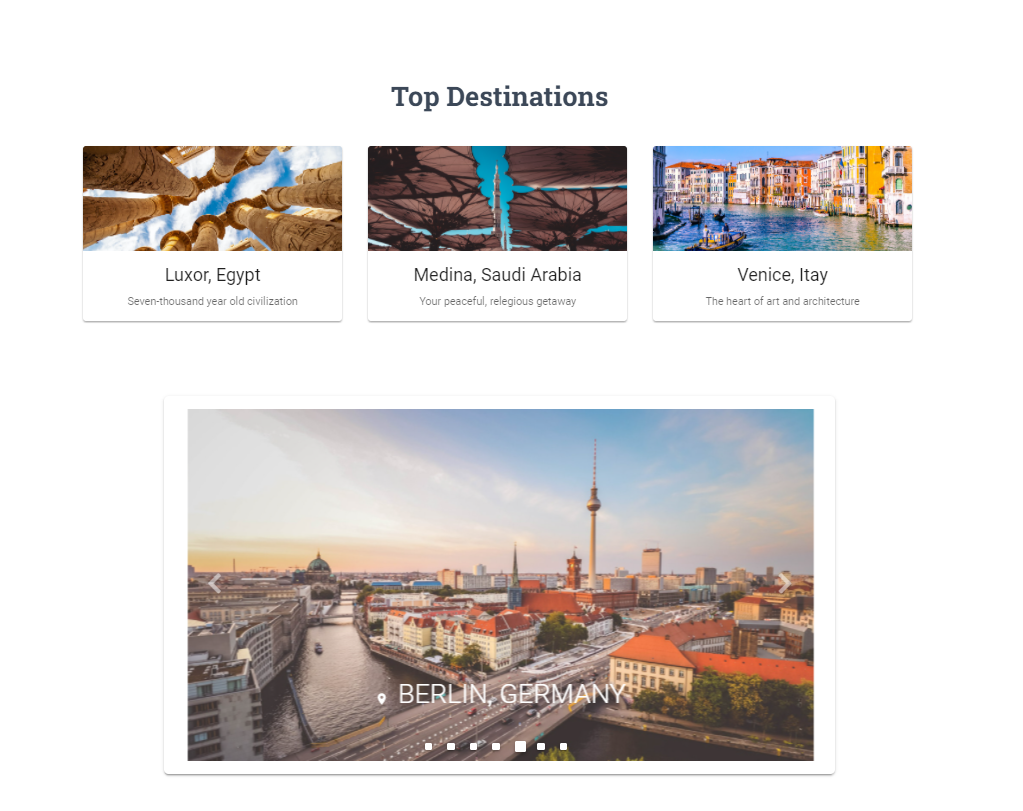 Top Destinations
Luxor, Egypt
Seven-thousand year old civilization
Medina, Saudi Arabia
Your peaceful, relegious getaway
Venice, Itay
The heart of art and architecture
BERLIN, GERMANY